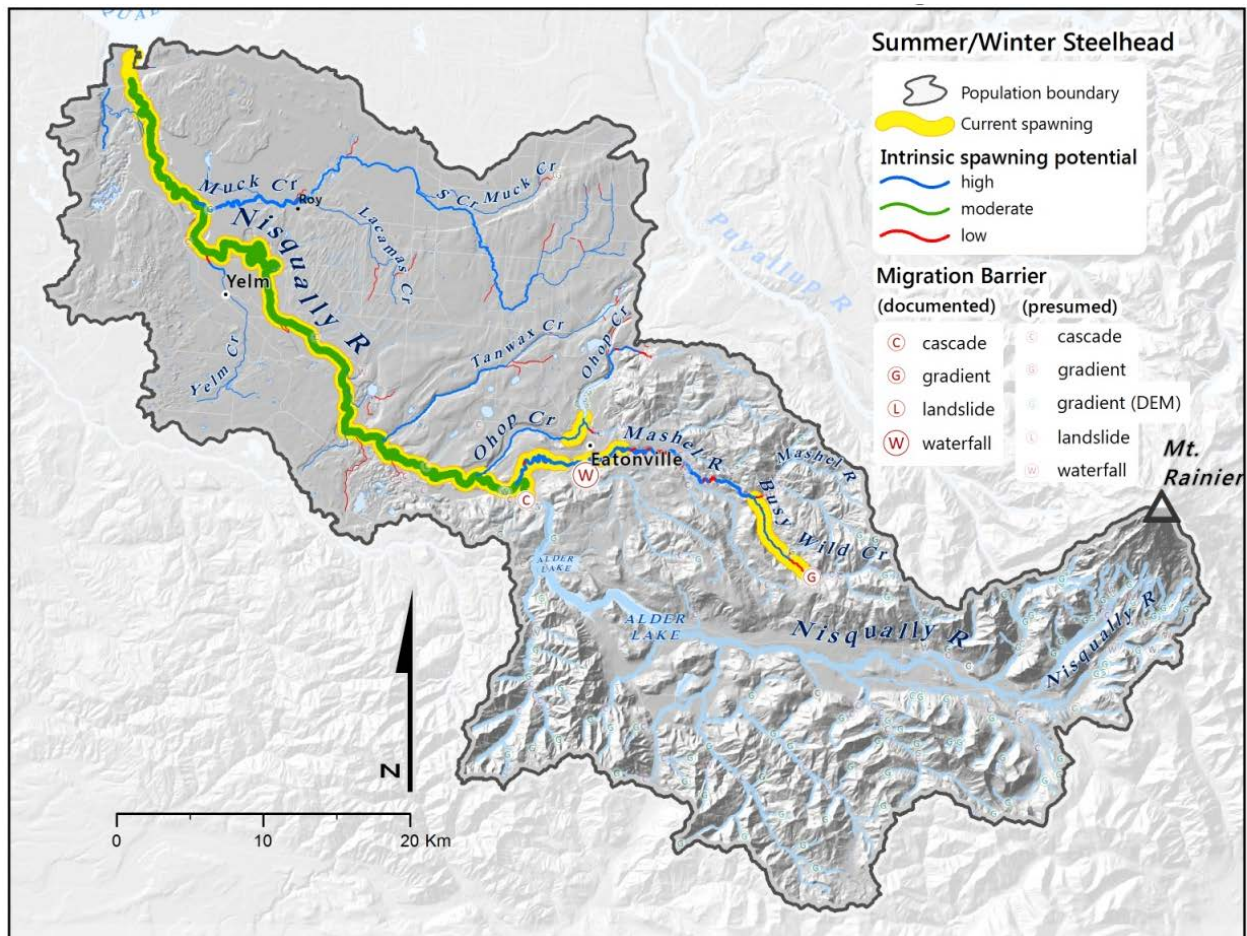 Summer/Winter Steelhead
Population boundary
Current spawning
Intrinsic spawning potential
high
moderate
low
Migration Barrier
(documented)
(presumed)
C cascade
C cascade
G gradient
G gradient
G gradient (DEM)
L landslide
L landslide
W waterfall
W waterfall
Muck Cr
Roy
S Cr Muck Cr
Lacamas Cr
Nisqually R
Puyallup R
Yelm
Yelm Cr
Tanwax Cr
Ohop Cr
Ohop Cr
Mashel R
Eatonville
Mashel R
Busy Wild Cr
W
C
G
Mt.
Rainier
ALDER
LAKE
ALDER
LAKE
Nisqually R
Nisqually R
N
0 10 20 Km